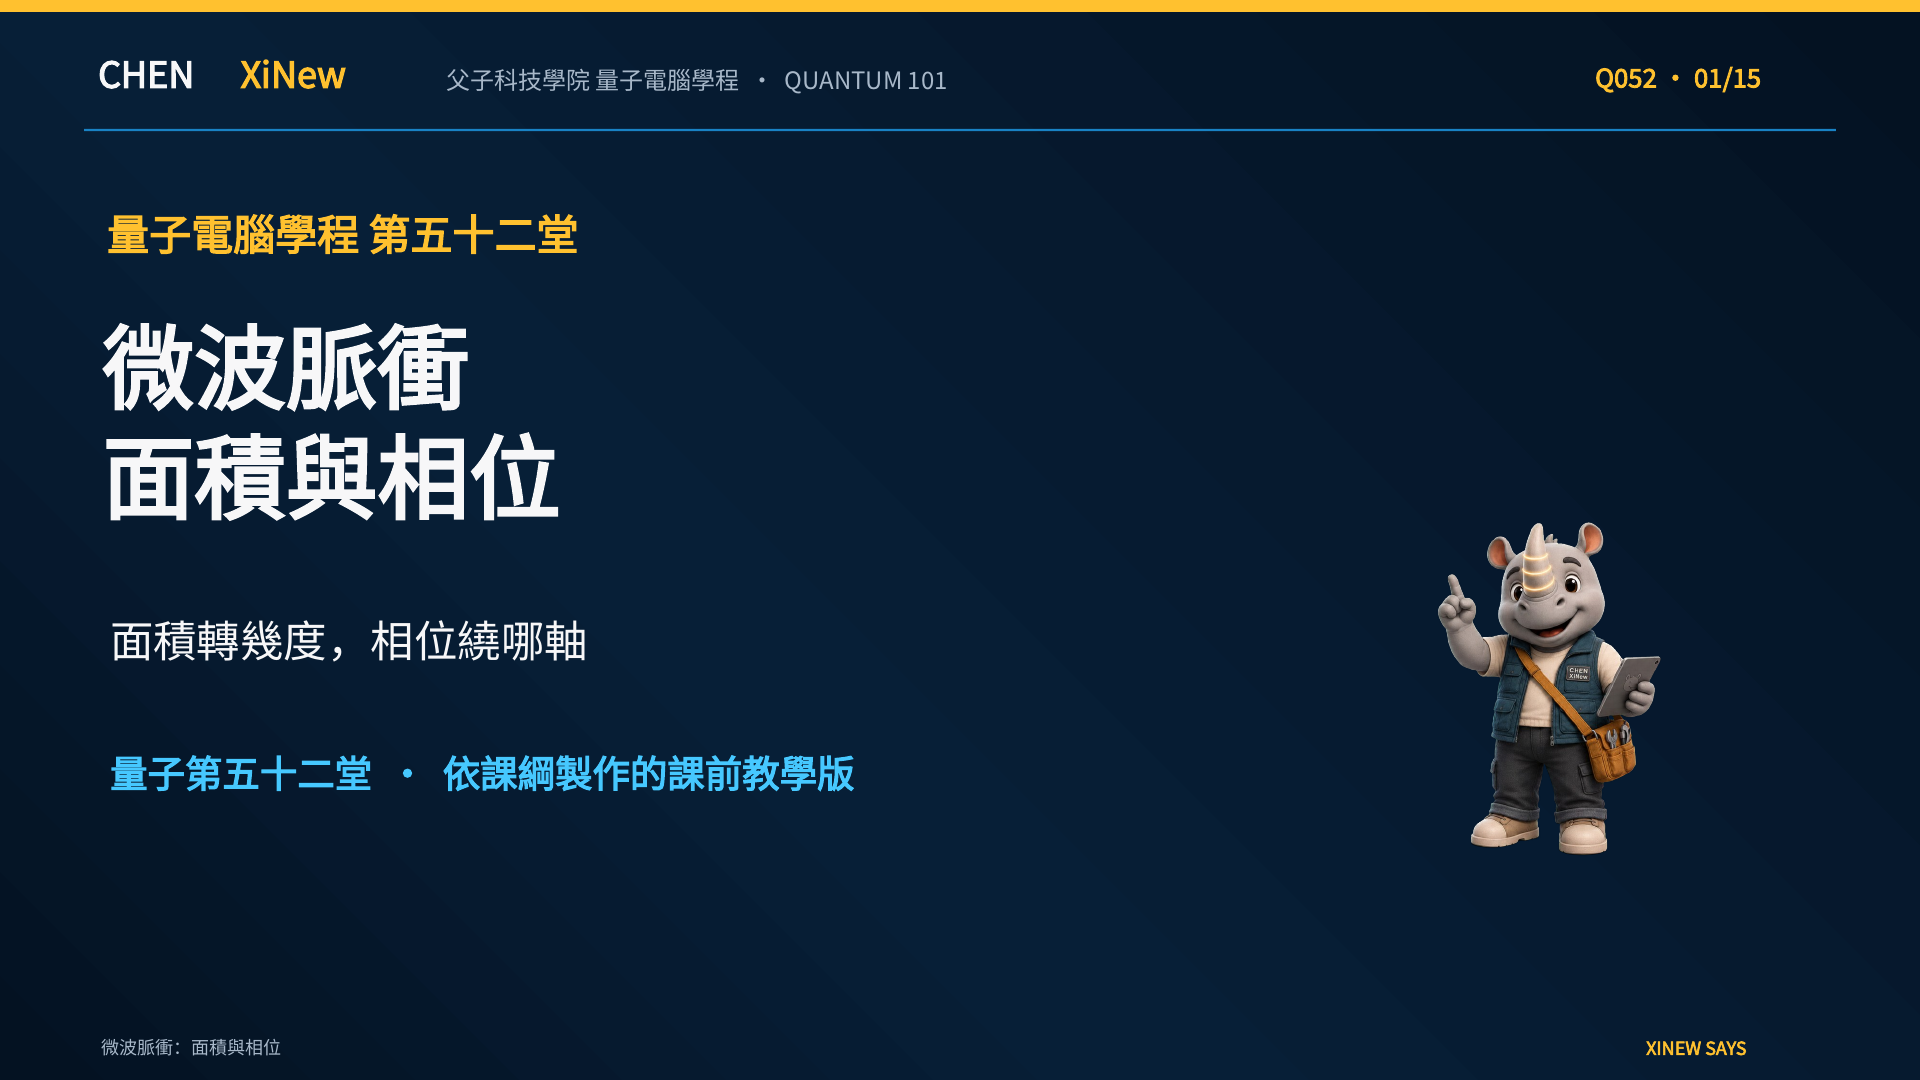 CHEN XiNew 父子科技學院 量子電腦學程 • QUANTUM 101 Q052 • 01/15
量子電腦學程 第五十二堂
微波脈衝
面積與相位
面積轉幾度，相位繞哪軸
量子第五十二堂 • 依課綱製作的課前教學版
CHEN
XiNew
微波脈衝：面積與相位 XINEW SAYS